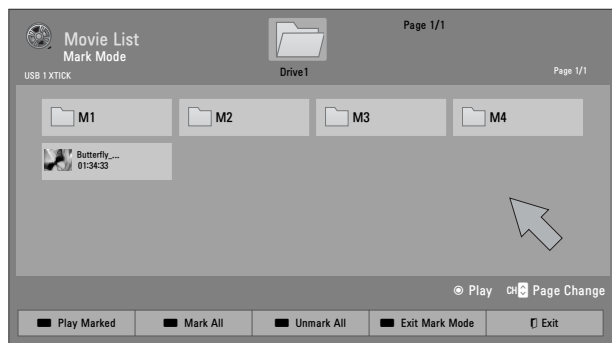 Movie List
Mark Mode
USB 1 XTICK
Drive1
Page 1/1
Page 1/1
M1
M2
M3
M4
Butterfly_...
01:34:33
Play CH Page Change
Play Marked
Mark All
Unmark All
Exit Mark Mode
Exit